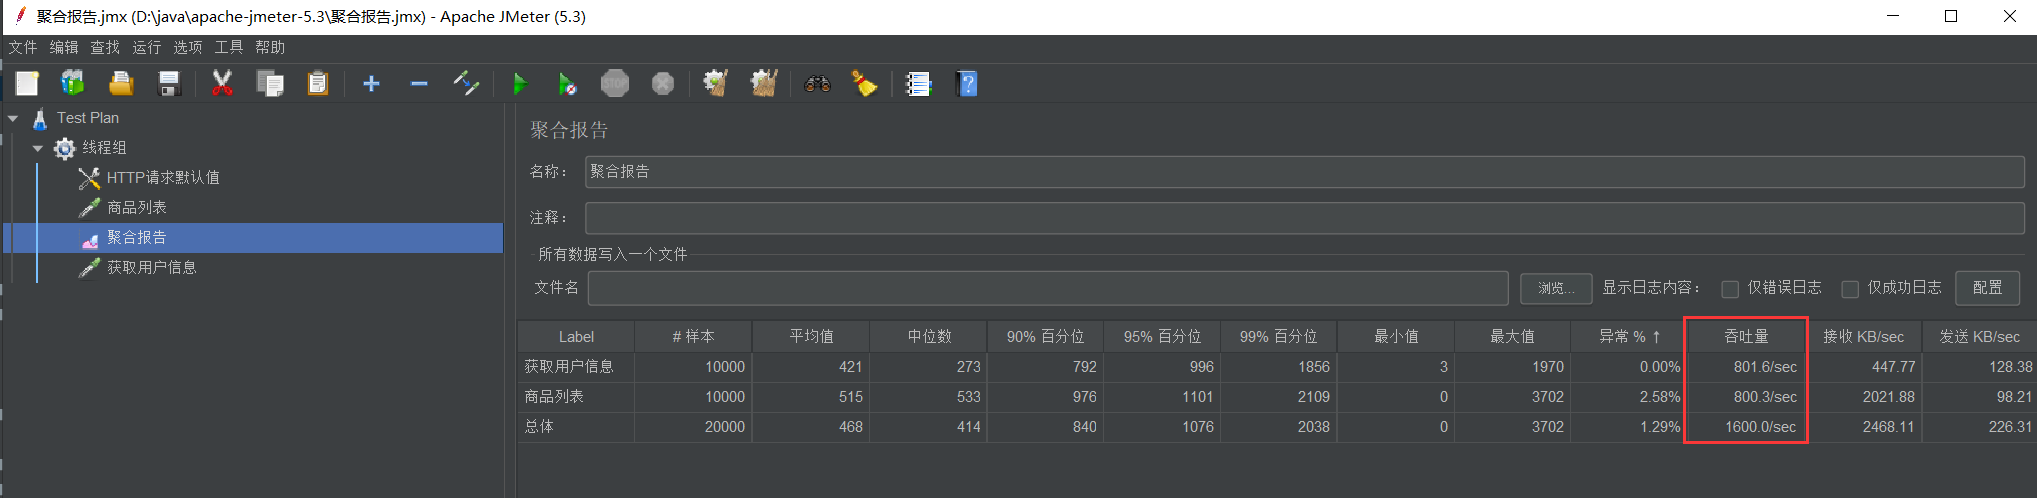 聚合报告.jmx (D:\java\apache-jmeter-5.3\聚合报告.jmx) - Apache JMeter (5.3)
文件 编辑 查找 运行 选项 工具 帮助
STOP
Test Plan
线程组
HTTP请求默认值
商品列表
聚合报告
获取用户信息
聚合报告
名称： 聚合报告
注释：
所有数据写入一个文件
文件名 浏览... 显示日志内容： 仅错误日志 仅成功日志 配置
Label # 样本 平均值 中位数 90% 百分位 95% 百分位 99% 百分位 最小值 最大值 异常 % ↑ 吞吐量 接收 KB/sec 发送 KB/sec
获取用户信息 10000 421 273 792 996 1856 3 1970 0.00% 801.6/sec 447.77 128.38
商品列表 10000 515 533 976 1101 2109 0 3702 2.58% 800.3/sec 2021.88 98.21
总体 20000 468 414 840 1076 2038 0 3702 1.29% 1600.0/sec 2468.11 226.31